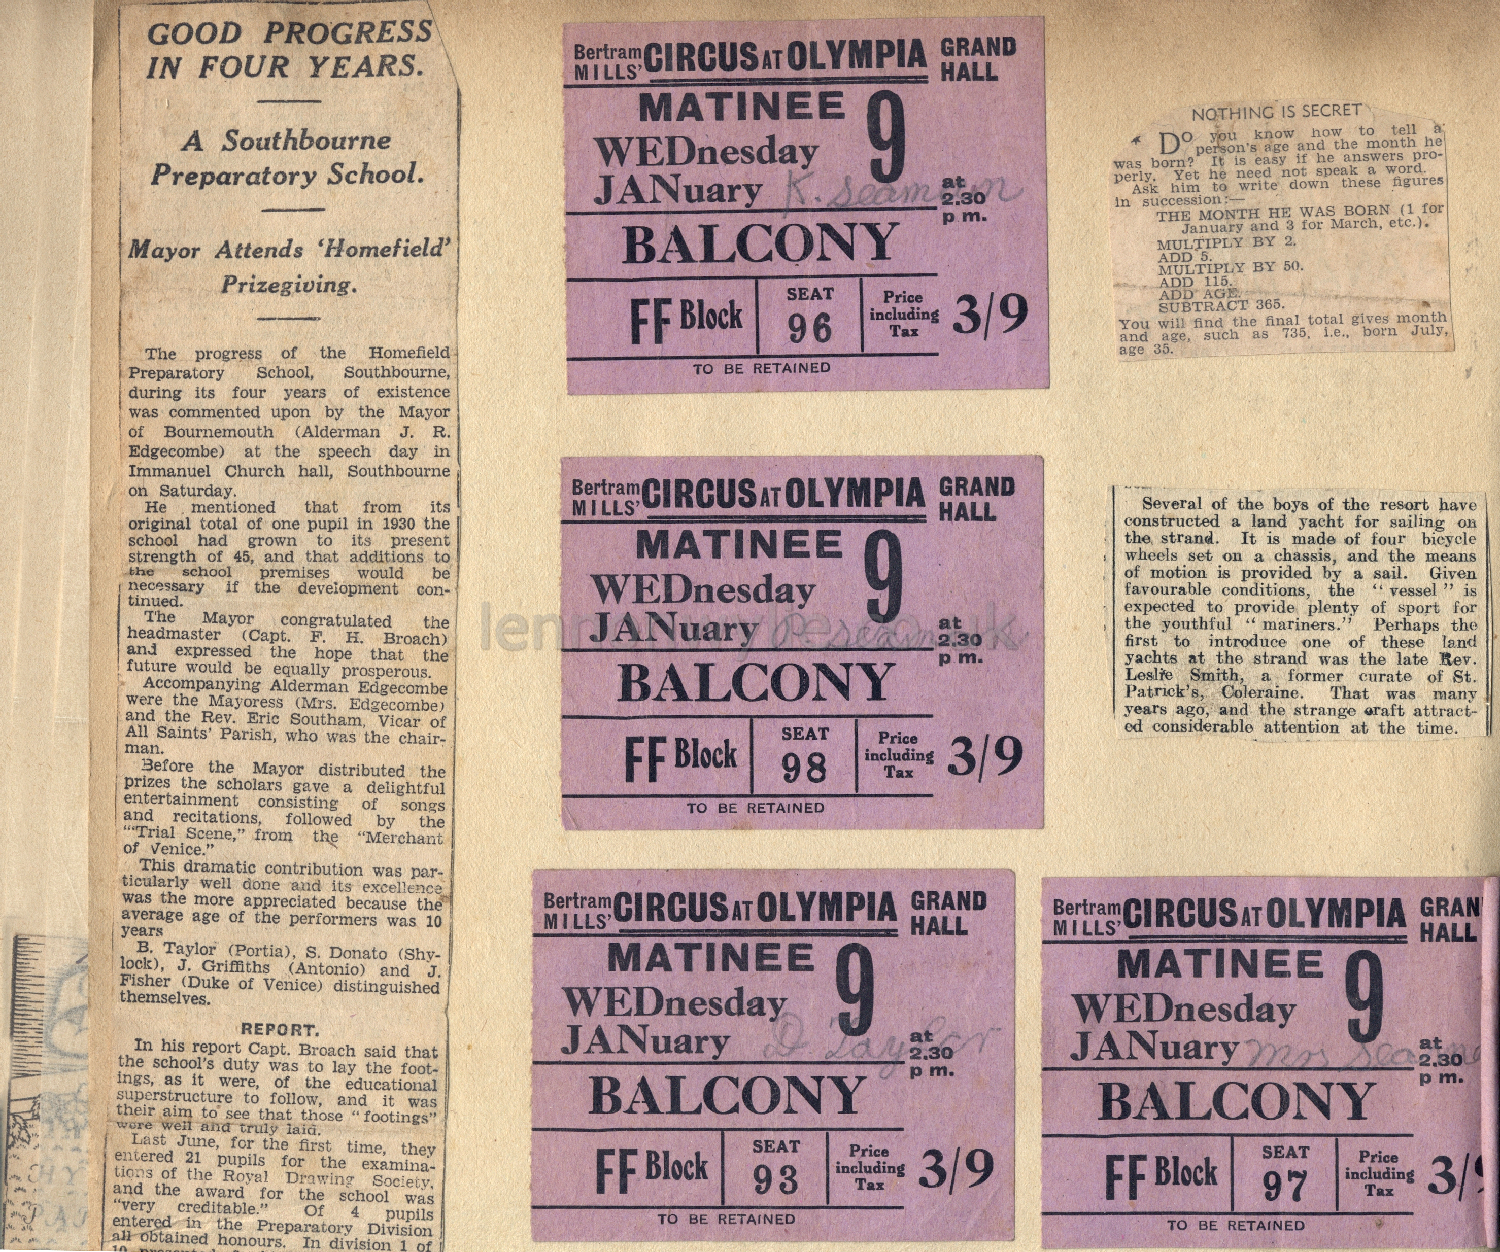 GOOD PROGRESS
IN FOUR YEARS.
A Southbourne
Preparatory School.
Mayor Attends ‘Homefield’
Prizegiving.
The progress of the Homefield
Preparatory School, Southbourne,
during its four years of existence
was commented upon by the Mayor
of Bournemouth (Alderman J. R.
Edgecombe) at the speech day in
Immanuel Church hall, Southbourne
on Saturday.
He mentioned that from its
original total of one pupil in 1930 the
school had grown to its present
strength of 45, and that additions to
the school premises would be
necessary if the development con-
tinued.
The Mayor congratulated the
headmaster (Capt. F. H. Broach)
and expressed the hope that the
future would be equally prosperous.
Accompanying Alderman Edgecombe
were the Mayoress (Mrs. Edgecombe)
and the Rev. Eric Southam, Vicar of
All Saints' Parish, who was the chair-
man.
Before the Mayor distributed the
prizes the scholars gave a delightful
entertainment consisting of songs
and recitations, followed by the
"'Trial Scene," from the "Merchant
of Venice."
This dramatic contribution was par-
ticularly well done and its excellence
was the more appreciated because the
average age of the performers was 10
years
B. Taylor (Portia), S. Donato (Shy-
lock), J. Griffiths (Antonio) and J.
Fisher (Duke of Venice) distinguished
themselves.
REPORT.
In his report Capt. Broach said that
the school's duty was to lay the foot-
ings, as it were, of the educational
superstructure to follow, and it was
their aim to see that those "footings"
were well and truly laid.
Last June, for the first time, they
entered 21 pupils for the examina-
tions of the Royal Drawing Society,
and the award for the school was
"very creditable." Of 4 pupils
entered in the Preparatory Division
all obtained honours. In division 1 of
Bertram MILLS' CIRCUS AT OLYMPIA GRAND HALL
MATINEE 9
WEDnesday
JANuary K. Seaman at 2.30 p m.
BALCONY
FF Block SEAT 96 Price including Tax 3/9
TO BE RETAINED
Bertram MILLS' CIRCUS AT OLYMPIA GRAND HALL
MATINEE 9
WEDnesday
JANuary P. Seaman at 2.30 p m.
BALCONY
FF Block SEAT 98 Price including Tax 3/9
TO BE RETAINED
Bertram MILLS' CIRCUS AT OLYMPIA GRAND HALL
MATINEE 9
WEDnesday
JANuary D. Taylor at 2.30 p m.
BALCONY
FF Block SEAT 93 Price including Tax 3/9
TO BE RETAINED
Bertram MILLS' CIRCUS AT OLYMPIA GRAN HALL
MATINEE 9
WEDnesday
JANuary Mrs at 2.30 p m.
BALCONY
FF Block SEAT 97 Price including Tax 3/9
TO BE RETAINED
NOTHING IS SECRET
* Do you know how to tell a
person's age and the month he
was born? It is easy if he answers pro-
perly. Yet he need not speak a word.
Ask him to write down these figures
in succession:—
THE MONTH HE WAS BORN (1 for
January and 3 for March, etc.).
MULTIPLY BY 2.
ADD 5.
MULTIPLY BY 50.
ADD 115.
ADD AGE.
SUBTRACT 365.
You will find the final total gives month
and age, such as 735, i.e., born July,
age 35.
Several of the boys of the resort have
constructed a land yacht for sailing on
the strand. It is made of four bicycle
wheels set on a chassis, and the means
of motion is provided by a sail. Given
favourable conditions, the "vessel" is
expected to provide plenty of sport for
the youthful "mariners." Perhaps the
first to introduce one of these land
yachts at the strand was the late Rev.
Leslie Smith, a former curate of St.
Patrick's, Coleraine. That was many
years ago, and the strange craft attract-
ed considerable attention at the time.